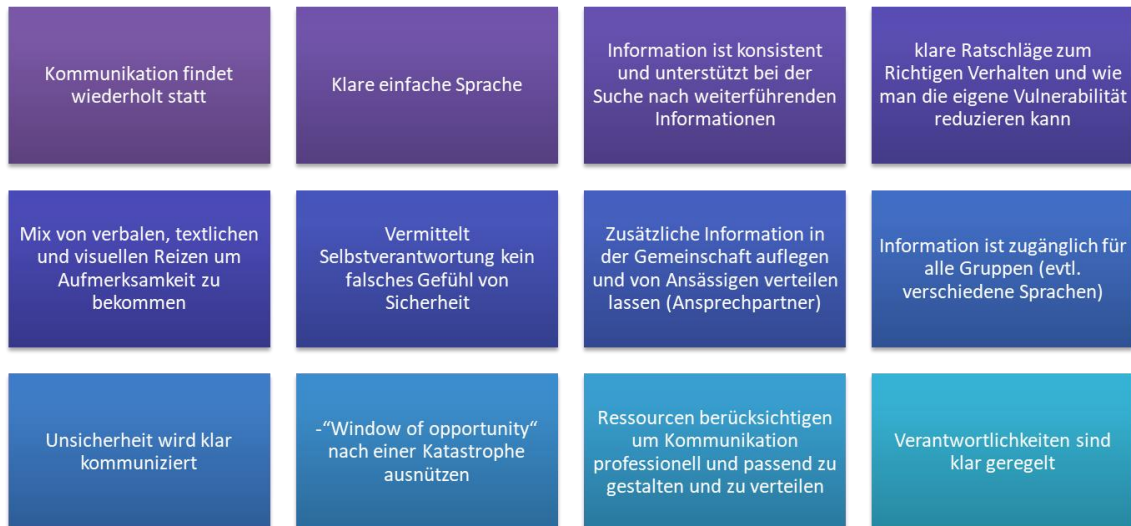 Kommunikation findet
wiederholt statt
Klare einfache Sprache
Information ist konsistent
und unterstützt bei der
Suche nach weiterführenden
Informationen
klare Ratschläge zum
Richtigen Verhalten und wie
man die eigene Vulnerabilität
reduzieren kann
Mix von verbalen, textlichen
und visuellen Reizen um
Aufmerksamkeit zu
bekommen
Vermittelt
Selbstverantwortung kein
falsches Gefühl von
Sicherheit
Zusätzliche Information in
der Gemeinschaft auflegen
und von Ansässigen verteilen
lassen (Ansprechpartner)
Information ist zugänglich für
alle Gruppen (evtl.
verschiedene Sprachen)
Unsicherheit wird klar
kommuniziert
-“Window of opportunity“
nach einer Katastrophe
ausnützen
Ressourcen berücksichtigen
um Kommunikation
professionell und passend zu
gestalten und zu verteilen
Verantwortlichkeiten sind
klar geregelt